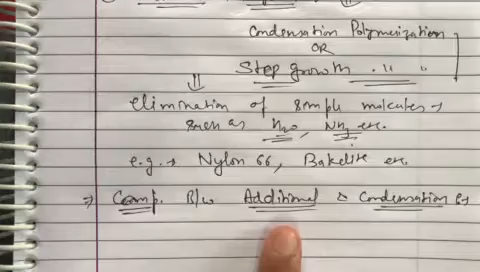 Condensation Polymerization
OR
Step growth " "
⇓
elimination of simple molecules →
such as H2O, NH3 etc.
e.g. → Nylon 66, Bakelite etc.
⇒ Comp. B/w Additional & Condensation